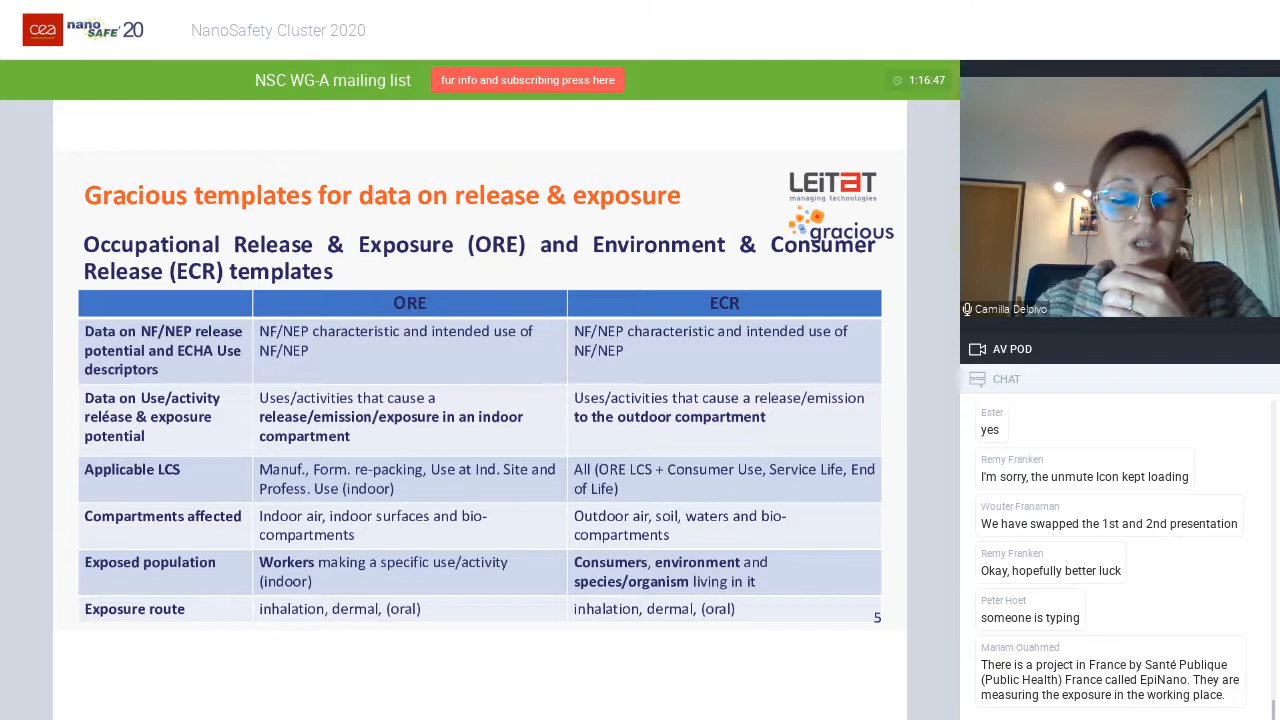 cea
nano SAFE' 20
NanoSafety Cluster 2020
NSC WG-A mailing list
fur info and subscribing press here
1:16:47
Gracious templates for data on release & exposure
LEiTAT
managing technologies
gracious
Occupational Release & Exposure (ORE) and Environment & Consumer
Release (ECR) templates
ORE
ECR
Data on NF/NEP release
potential and ECHA Use
descriptors
NF/NEP characteristic and intended use of
NF/NEP
NF/NEP characteristic and intended use of
NF/NEP
Data on Use/activity
reléase & exposure
potential
Uses/activities that cause a
release/emission/exposure in an indoor
compartment
Uses/activities that cause a release/emission
to the outdoor compartment
Applicable LCS
Manuf., Form. re-packing, Use at Ind. Site and
Profess. Use (indoor)
All (ORE LCS + Consumer Use, Service Life, End
of Life)
Compartments affected
Indoor air, indoor surfaces and bio-
compartments
Outdoor air, soil, waters and bio-
compartments
Exposed population
Workers making a specific use/activity
(indoor)
Consumers, environment and
species/organism living in it
Exposure route
inhalation, dermal, (oral)
inhalation, dermal, (oral)
5
Camilla Delpivo
AV POD
CHAT
Ester
yes
Remy Franken
I'm sorry, the unmute Icon kept loading
Wouter Fransman
We have swapped the 1st and 2nd presentation
Remy Franken
Okay, hopefully better luck
Peter Hoet
someone is typing
Mariam Ouahmed
There is a project in France by Santé Publique
(Public Health) France called EpiNano. They are
measuring the exposure in the working place.